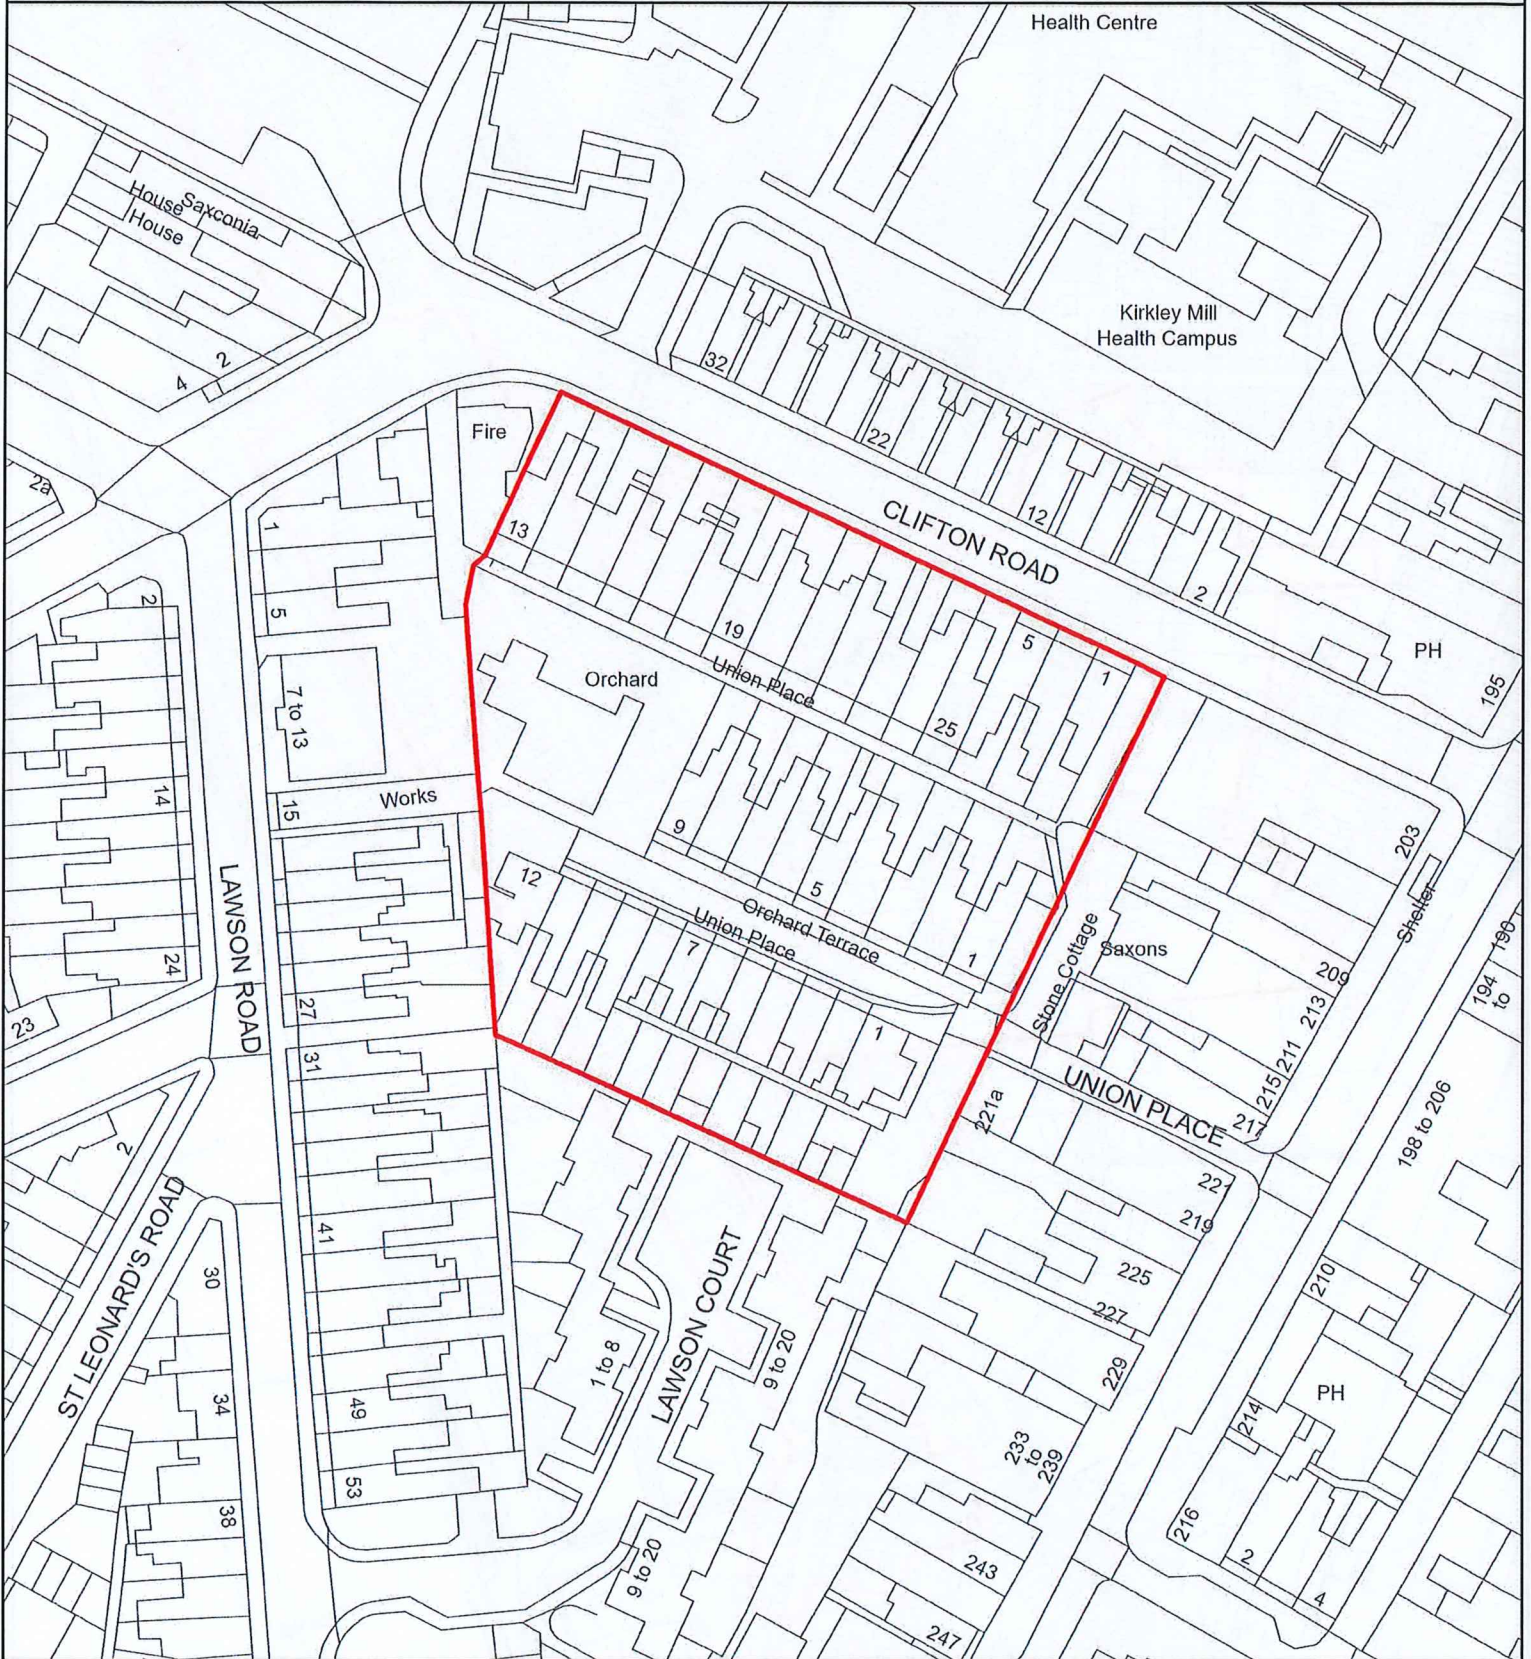 Health Centre
House
Saxconia
House
Kirkley Mill
Health Campus
2
4
32
22
12
2
Fire
2a
CLIFTON ROAD
13
1
5
2
19
5
1
PH
195
Orchard
Union Place
25
7 to 13
14
15
Works
9
203
Shelter
LAWSON ROAD
12
5
Orchard Terrace
Union Place
7
1
Stone Cottage
Saxons
190
194
to
209
213
211
215
217
24
23
27
31
1
UNION PLACE
221a
198 to 206
2
221
219
ST LEONARD'S ROAD
41
30
LAWSON COURT
225
227
210
1 to 8
9 to 20
229
34
49
PH
214
233
to
239
53
38
216
2
4
9 to 20
243
247